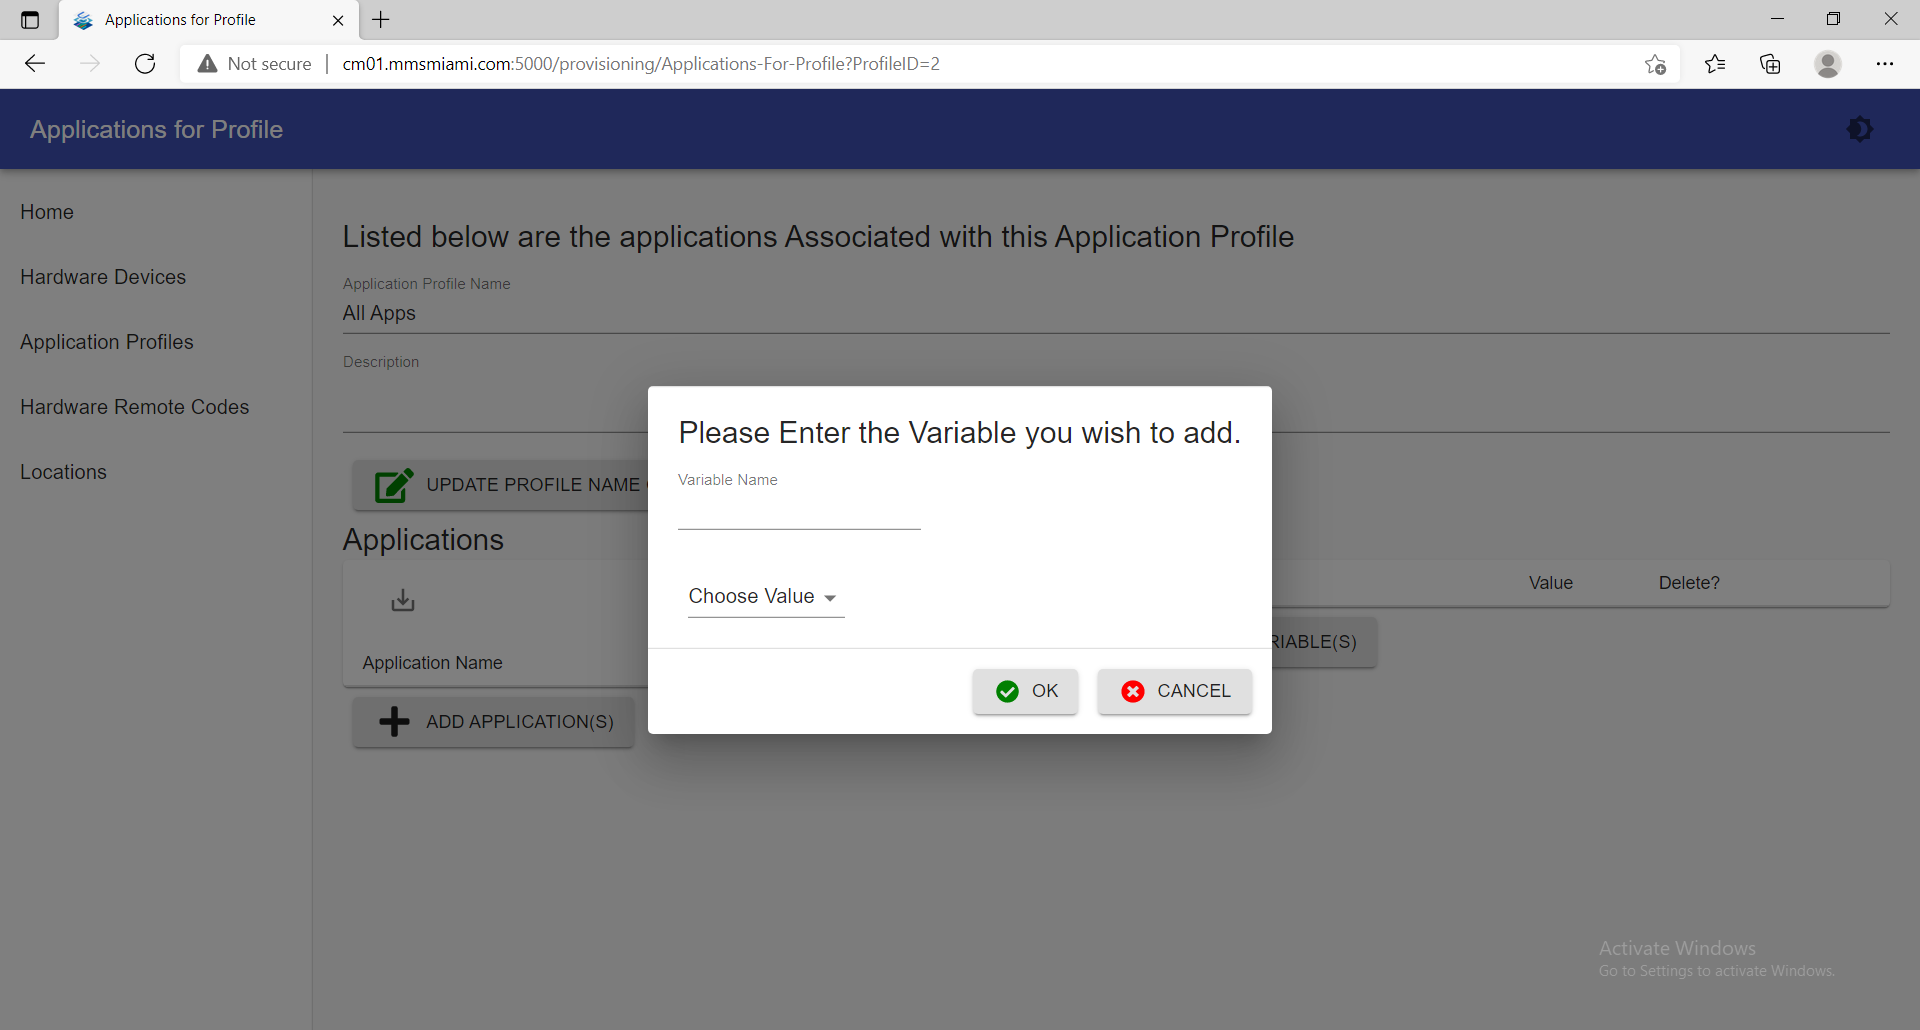 Applications for Profile
Not secure
cm01.mmsmiami.com:5000/provisioning/Applications-For-Profile?ProfileID=2
Applications for Profile
Home
Hardware Devices
Application Profiles
Hardware Remote Codes
Locations
Listed below are the applications Associated with this Application Profile
Application Profile Name
All Apps
Description
UPDATE PROFILE NAME
Applications
Application Name
ADD APPLICATION(S)
Please Enter the Variable you wish to add.
Variable Name
Choose Value
OK
CANCEL
Value
Delete?
RIABLE(S)
Activate Windows
Go to Settings to activate Windows.